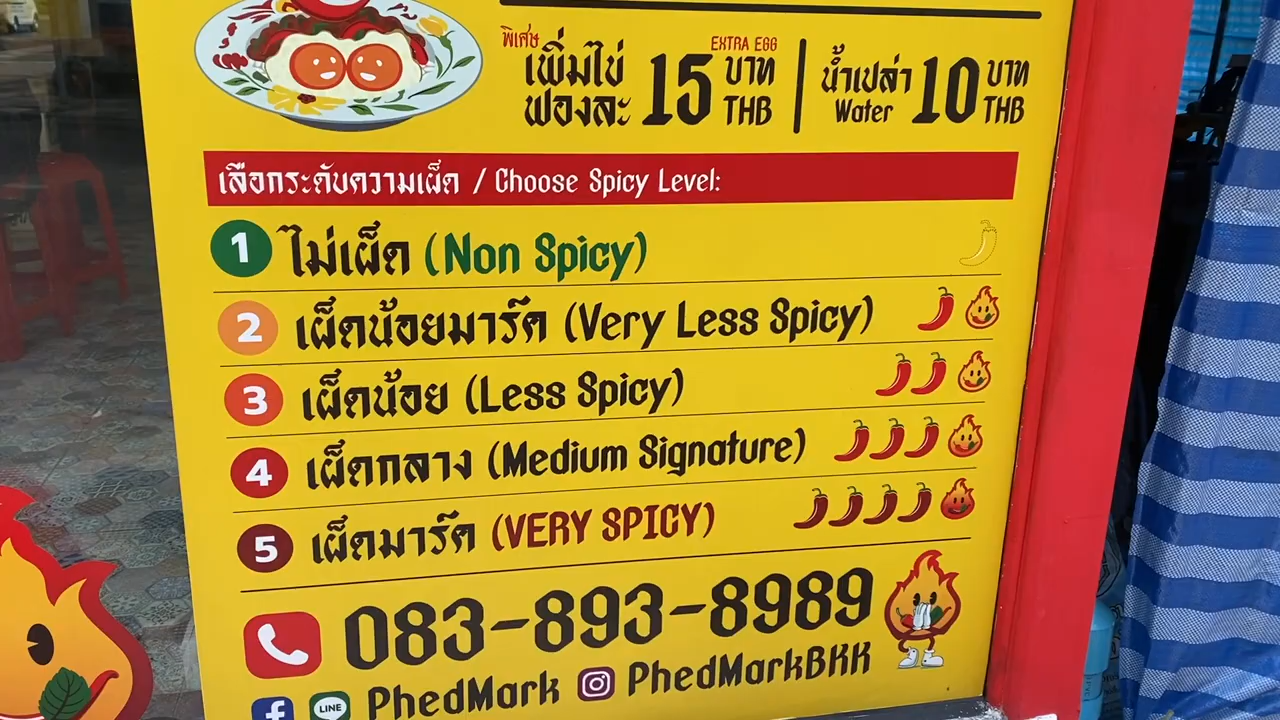 พิเศษ
เพิ่มไข่ฟองละ 15 บาท THB EXTRA EGG
น้ำเปล่า Water 10 บาท THB
เลือกระดับความเผ็ด / Choose Spicy Level:
1 ไม่เผ็ด (Non Spicy)
2 เผ็ดน้อยมาร์ค (Very Less Spicy)
3 เผ็ดน้อย (Less Spicy)
4 เผ็ดกลาง (Medium Signature)
5 เผ็ดมาร์ค (VERY SPICY)
083-893-8989
f LINE PhedMark PhedMarkBKK